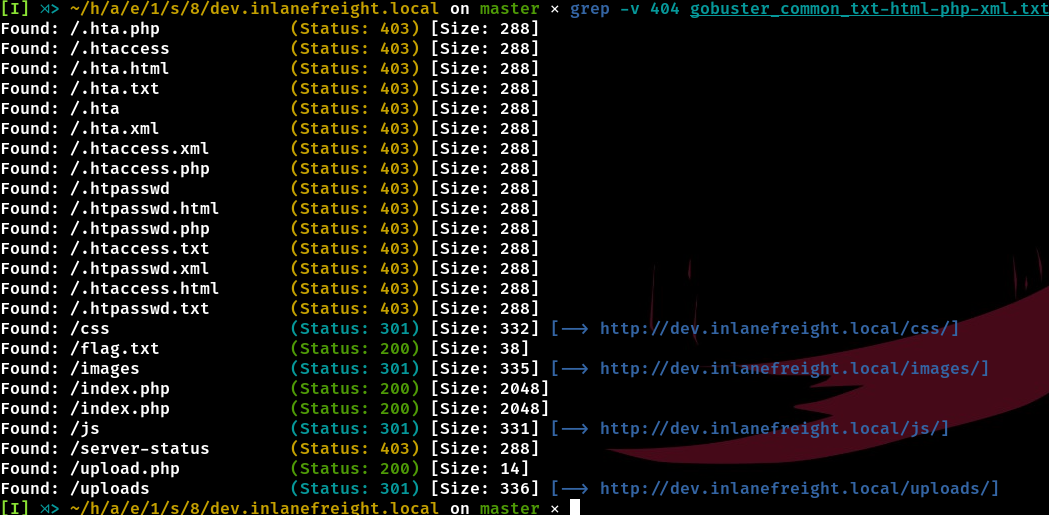 [I] ⋊> ~/h/a/e/1/s/8/dev.inlanefreight.local on master × grep -v 404 gobuster_common_txt-html-php-xml.txt
Found: /.hta.php (Status: 403) [Size: 288]
Found: /.htaccess (Status: 403) [Size: 288]
Found: /.hta.html (Status: 403) [Size: 288]
Found: /.hta.txt (Status: 403) [Size: 288]
Found: /.hta (Status: 403) [Size: 288]
Found: /.hta.xml (Status: 403) [Size: 288]
Found: /.htaccess.xml (Status: 403) [Size: 288]
Found: /.htaccess.php (Status: 403) [Size: 288]
Found: /.htpasswd (Status: 403) [Size: 288]
Found: /.htpasswd.html (Status: 403) [Size: 288]
Found: /.htpasswd.php (Status: 403) [Size: 288]
Found: /.htaccess.txt (Status: 403) [Size: 288]
Found: /.htpasswd.xml (Status: 403) [Size: 288]
Found: /.htaccess.html (Status: 403) [Size: 288]
Found: /.htpasswd.txt (Status: 403) [Size: 288]
Found: /css (Status: 301) [Size: 332] [--> http://dev.inlanefreight.local/css/]
Found: /flag.txt (Status: 200) [Size: 38]
Found: /images (Status: 301) [Size: 335] [--> http://dev.inlanefreight.local/images/]
Found: /index.php (Status: 200) [Size: 2048]
Found: /index.php (Status: 200) [Size: 2048]
Found: /js (Status: 301) [Size: 331] [--> http://dev.inlanefreight.local/js/]
Found: /server-status (Status: 403) [Size: 288]
Found: /upload.php (Status: 200) [Size: 14]
Found: /uploads (Status: 301) [Size: 336] [--> http://dev.inlanefreight.local/uploads/]
[I] ⋊> ~/h/a/e/1/s/8/dev.inlanefreight.local on master ×